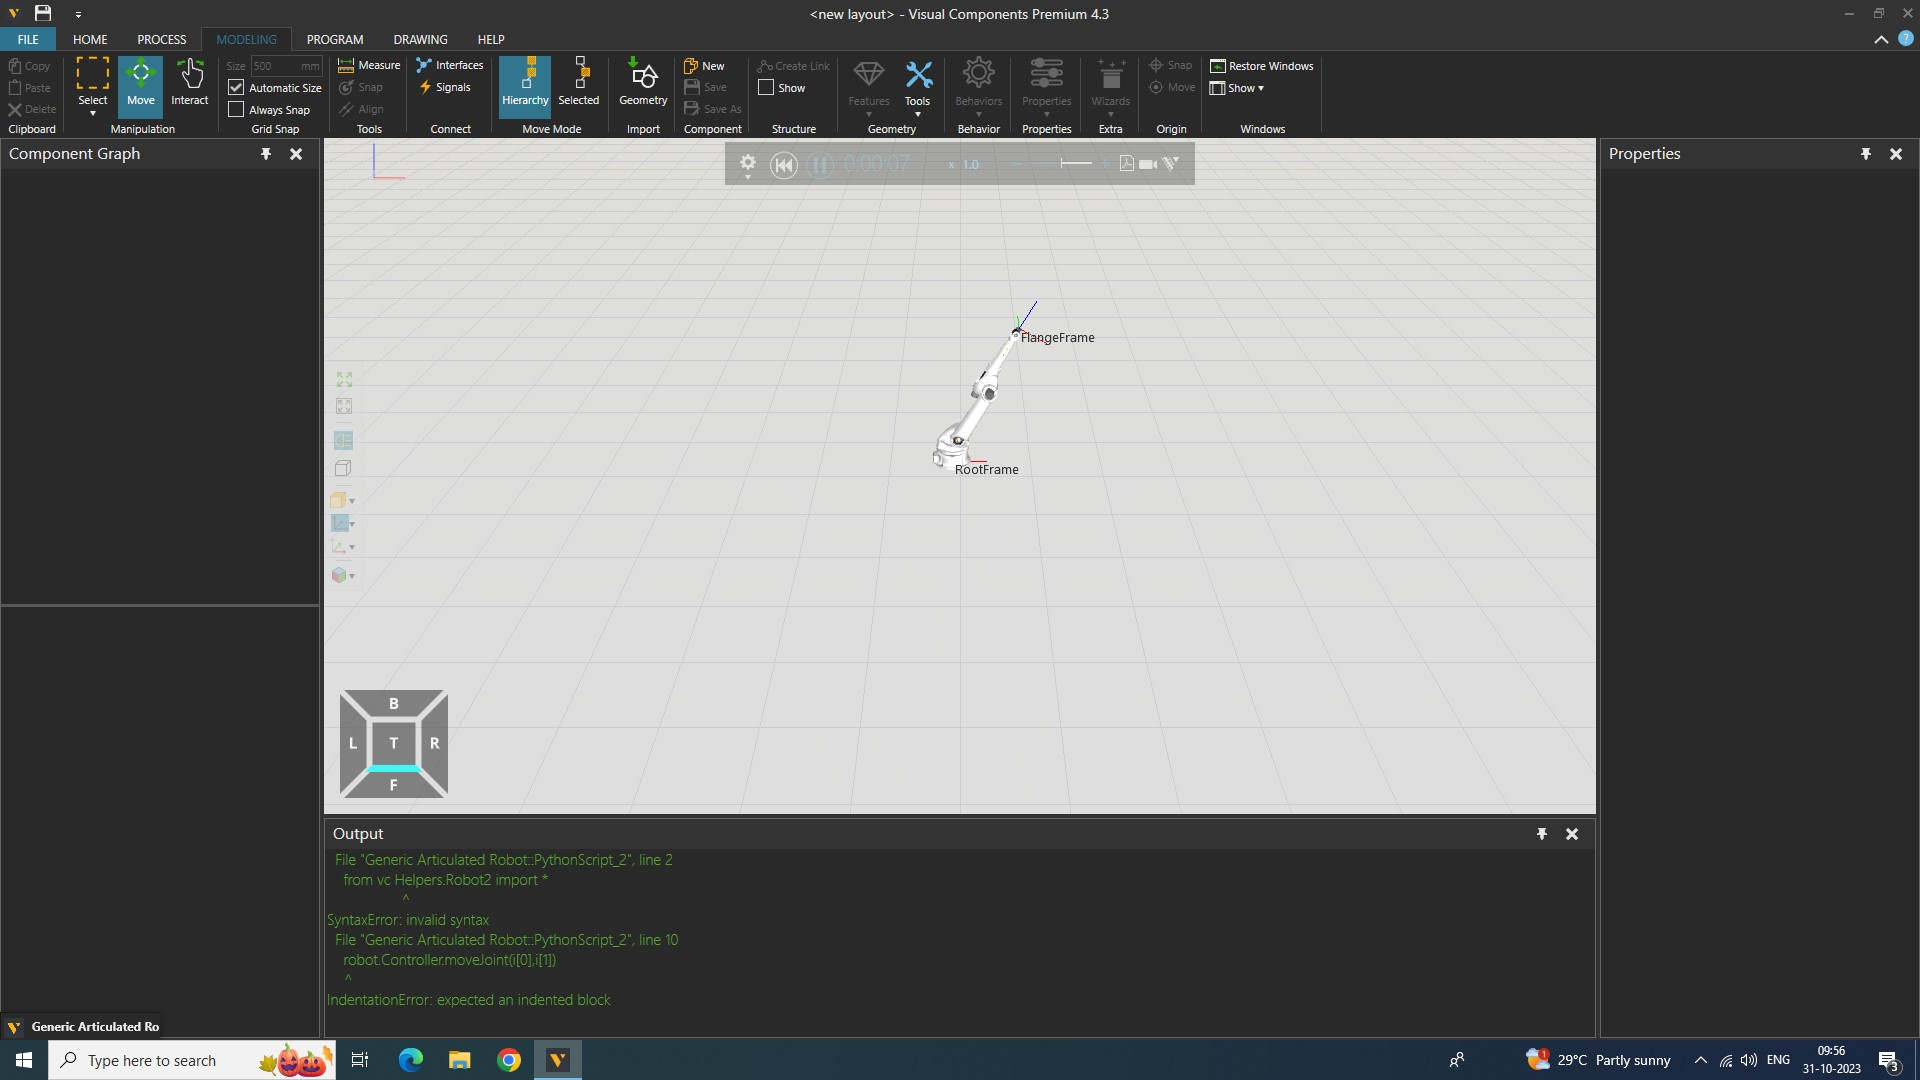 <new layout> - Visual Components Premium 4.3
FILE HOME PROCESS MODELING PROGRAM DRAWING HELP
Copy
Paste
Delete
Clipboard
Select
Move
Interact
Manipulation
Size 500 mm
Automatic Size
Always Snap
Grid Snap
Measure
Snap
Align
Tools
Interfaces
Signals
Connect
Hierarchy
Selected
Move Mode
Geometry
Import
New
Save
Save As
Component
Create Link
Show
Structure
Features
Tools
Geometry
Behaviors
Behavior
Properties
Properties
Wizards
Extra
Snap
Move
Origin
Restore Windows
Show
Windows
Component Graph
0:00:07 x 1.0
Properties
FlangeFrame
RootFrame
B
L T R
F
Output
File "Generic Articulated Robot::PythonScript_2", line 2
from vc Helpers.Robot2 import *
^
SyntaxError: invalid syntax
File "Generic Articulated Robot::PythonScript_2", line 10
robot.Controller.moveJoint(i[0],i[1])
^
IndentationError: expected an indented block
Generic Articulated Ro
Type here to search
1
29°C Partly sunny
ENG
09:56
31-10-2023
3